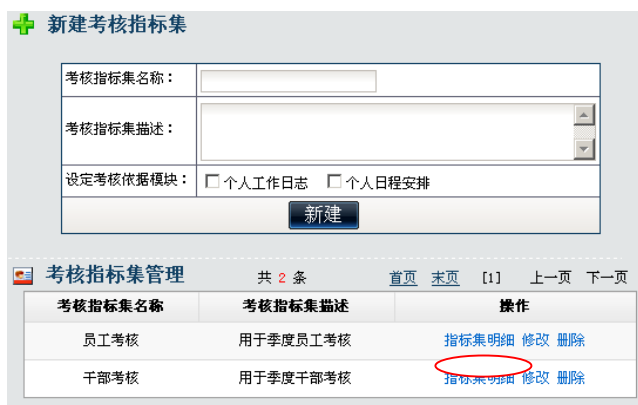 新建考核指标集
考核指标集名称：
考核指标集描述：
设定考核依据模块： 个人工作日志 个人日程安排
新建
考核指标集管理 共 2 条 首页 末页 [1] 上一页 下一页
考核指标集名称 考核指标集描述 操作
员工考核 用于季度员工考核 指标集明细 修改 删除
干部考核 用于季度干部考核 指标集明细 修改 删除